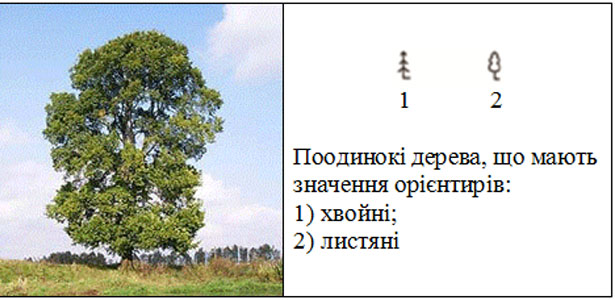 1 2
Поодинокі дерева, що мають
значення орієнтирів:
1) хвойні;
2) листяні